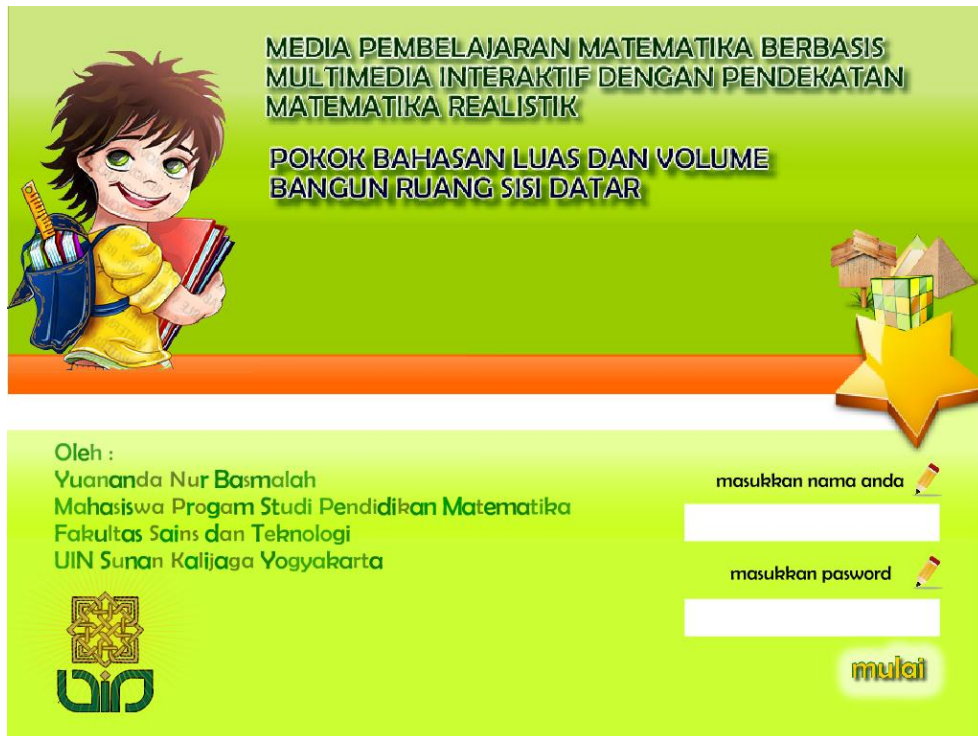 MEDIA PEMBELAJARAN MATEMATIKA BERBASIS
MULTIMEDIA INTERAKTIF DENGAN PENDEKATAN
MATEMATIKA REALISTIK
POKOK BAHASAN LUAS DAN VOLUME
BANGUN RUANG SISI DATAR
Oleh :
Yuananda Nur Basmalah
Mahasiswa Progam Studi Pendidikan Matematika
Fakultas Sains dan Teknologi
UIN Sunan Kalijaga Yogyakarta
masukkan nama anda
masukkan pasword
mulai
uin